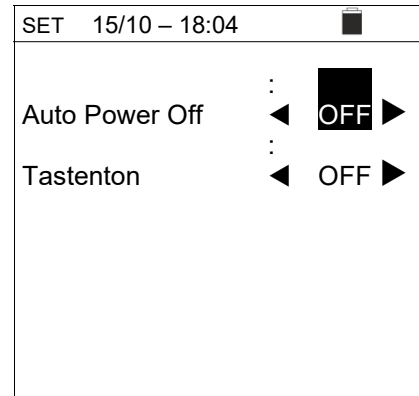 SET 15/10 – 18:04
:
Auto Power Off ◀ OFF ▶
:
Tastenton ◀ OFF ▶